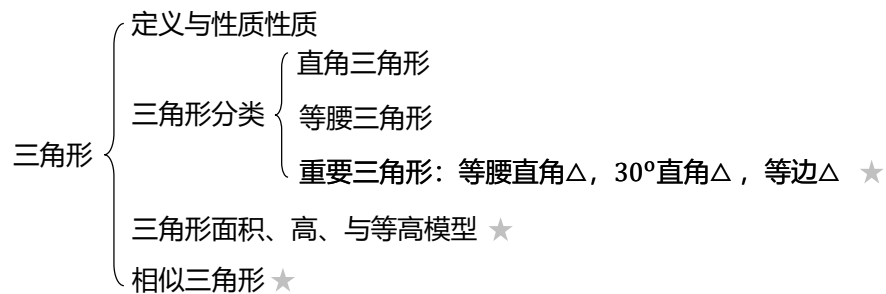 定义与性质性质
直角三角形
三角形分类
等腰三角形
三角形
重要三角形：等腰直角△，30°直角△，等边△ ★
三角形面积、高、与等高模型 ★
相似三角形★